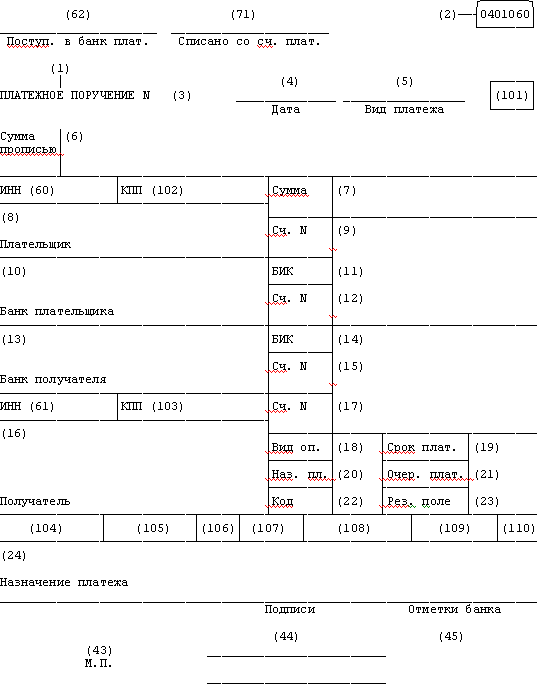 (62) (71) (2) 0401060
Поступ. в банк плат. Списано со сч. плат.
(1)
(4) (5)
ПЛАТЕЖНОЕ ПОРУЧЕНИЕ N (3) (101)
Дата Вид платежа
Сумма (6)
прописью
ИНН (60) КПП (102) Сумма (7)
(8)
Сч. N (9)
Плательщик
(10) БИК (11)
Сч. N (12)
Банк плательщика
(13) БИК (14)
Сч. N (15)
Банк получателя
ИНН (61) КПП (103) Сч. N (17)
(16)
Вид оп. (18) Срок плат. (19)
Наз. пл. (20) Очер. плат. (21)
Получатель Код (22) Рез. поле (23)
(104) (105) (106) (107) (108) (109) (110)
(24)
Назначение платежа
Подписи Отметки банка
(44) (45)
(43)
М.П.